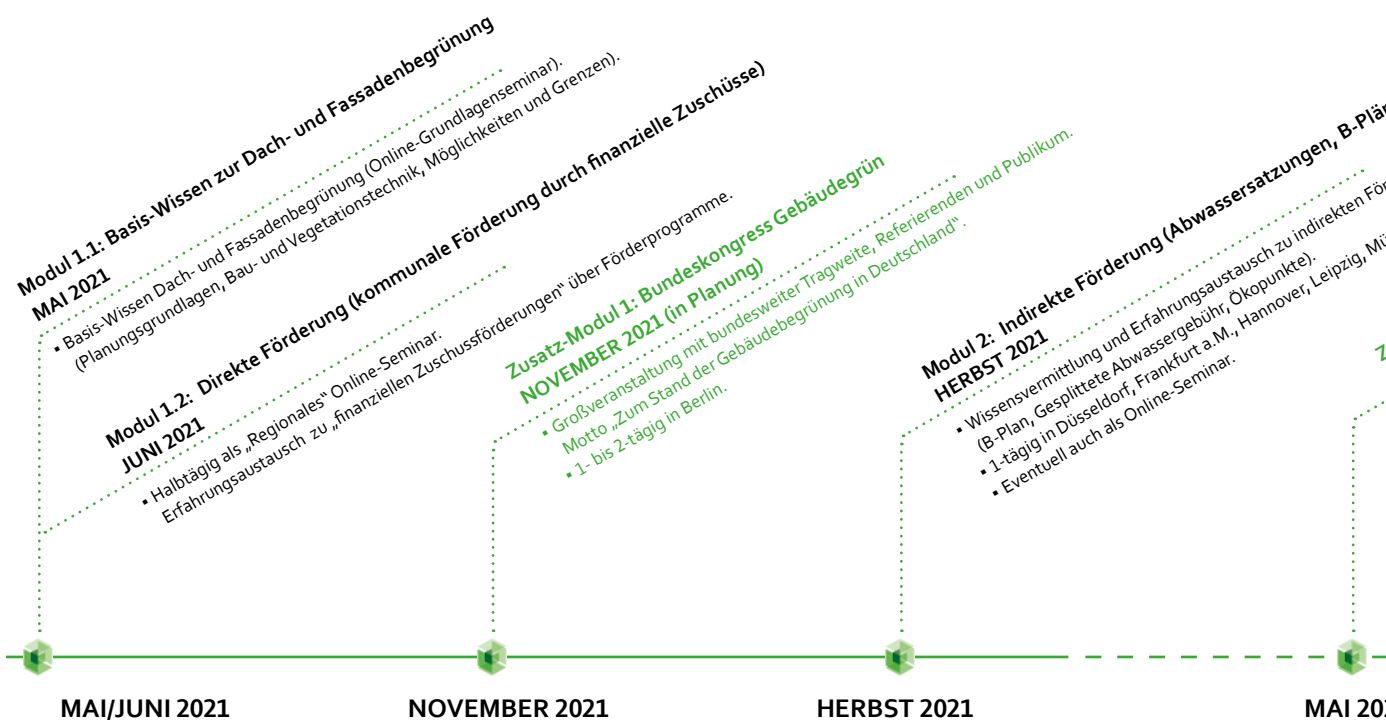 Modul 1.1: Basis-Wissen zur Dach- und Fassadenbegrünung
MAI 2021
▪ Basis-Wissen Dach- und Fassadenbegrünung (Online-Grundlagenseminar).
(Planungsgrundlagen, Bau- und Vegetationstechnik, Möglichkeiten und Grenzen).
Modul 1.2: Direkte Förderung (kommunale Förderung durch finanzielle Zuschüsse)
JUNI 2021
▪ Halbtägig als „Regionales“ Online-Seminar.
Erfahrungsaustausch zu „finanziellen Zuschussförderungen“ über Förderprogramme.
Zusatz-Modul 1: Bundeskongress Gebäudegrün
NOVEMBER 2021 (in Planung)
▪ Großveranstaltung mit bundesweiter Tragweite, Referierenden und Publikum.
Motto „Zum Stand der Gebäudebegrünung in Deutschland“.
▪ 1- bis 2-tägig in Berlin.
Modul 2: Indirekte Förderung (Abwassersatzungen,
HERBST 2021
▪ Wissensvermittlung und Erfahrungsaustausch zu indirekten
(B-Plan, Gesplittete Abwassergebühr, Ökopunkte).
▪ 1-tägig in Düsseldorf, Frankfurt a.M., Hannover, Leipzig,
▪ Eventuell auch als Online-Seminar.
MAI/JUNI 2021
NOVEMBER 2021
HERBST 2021
MAI